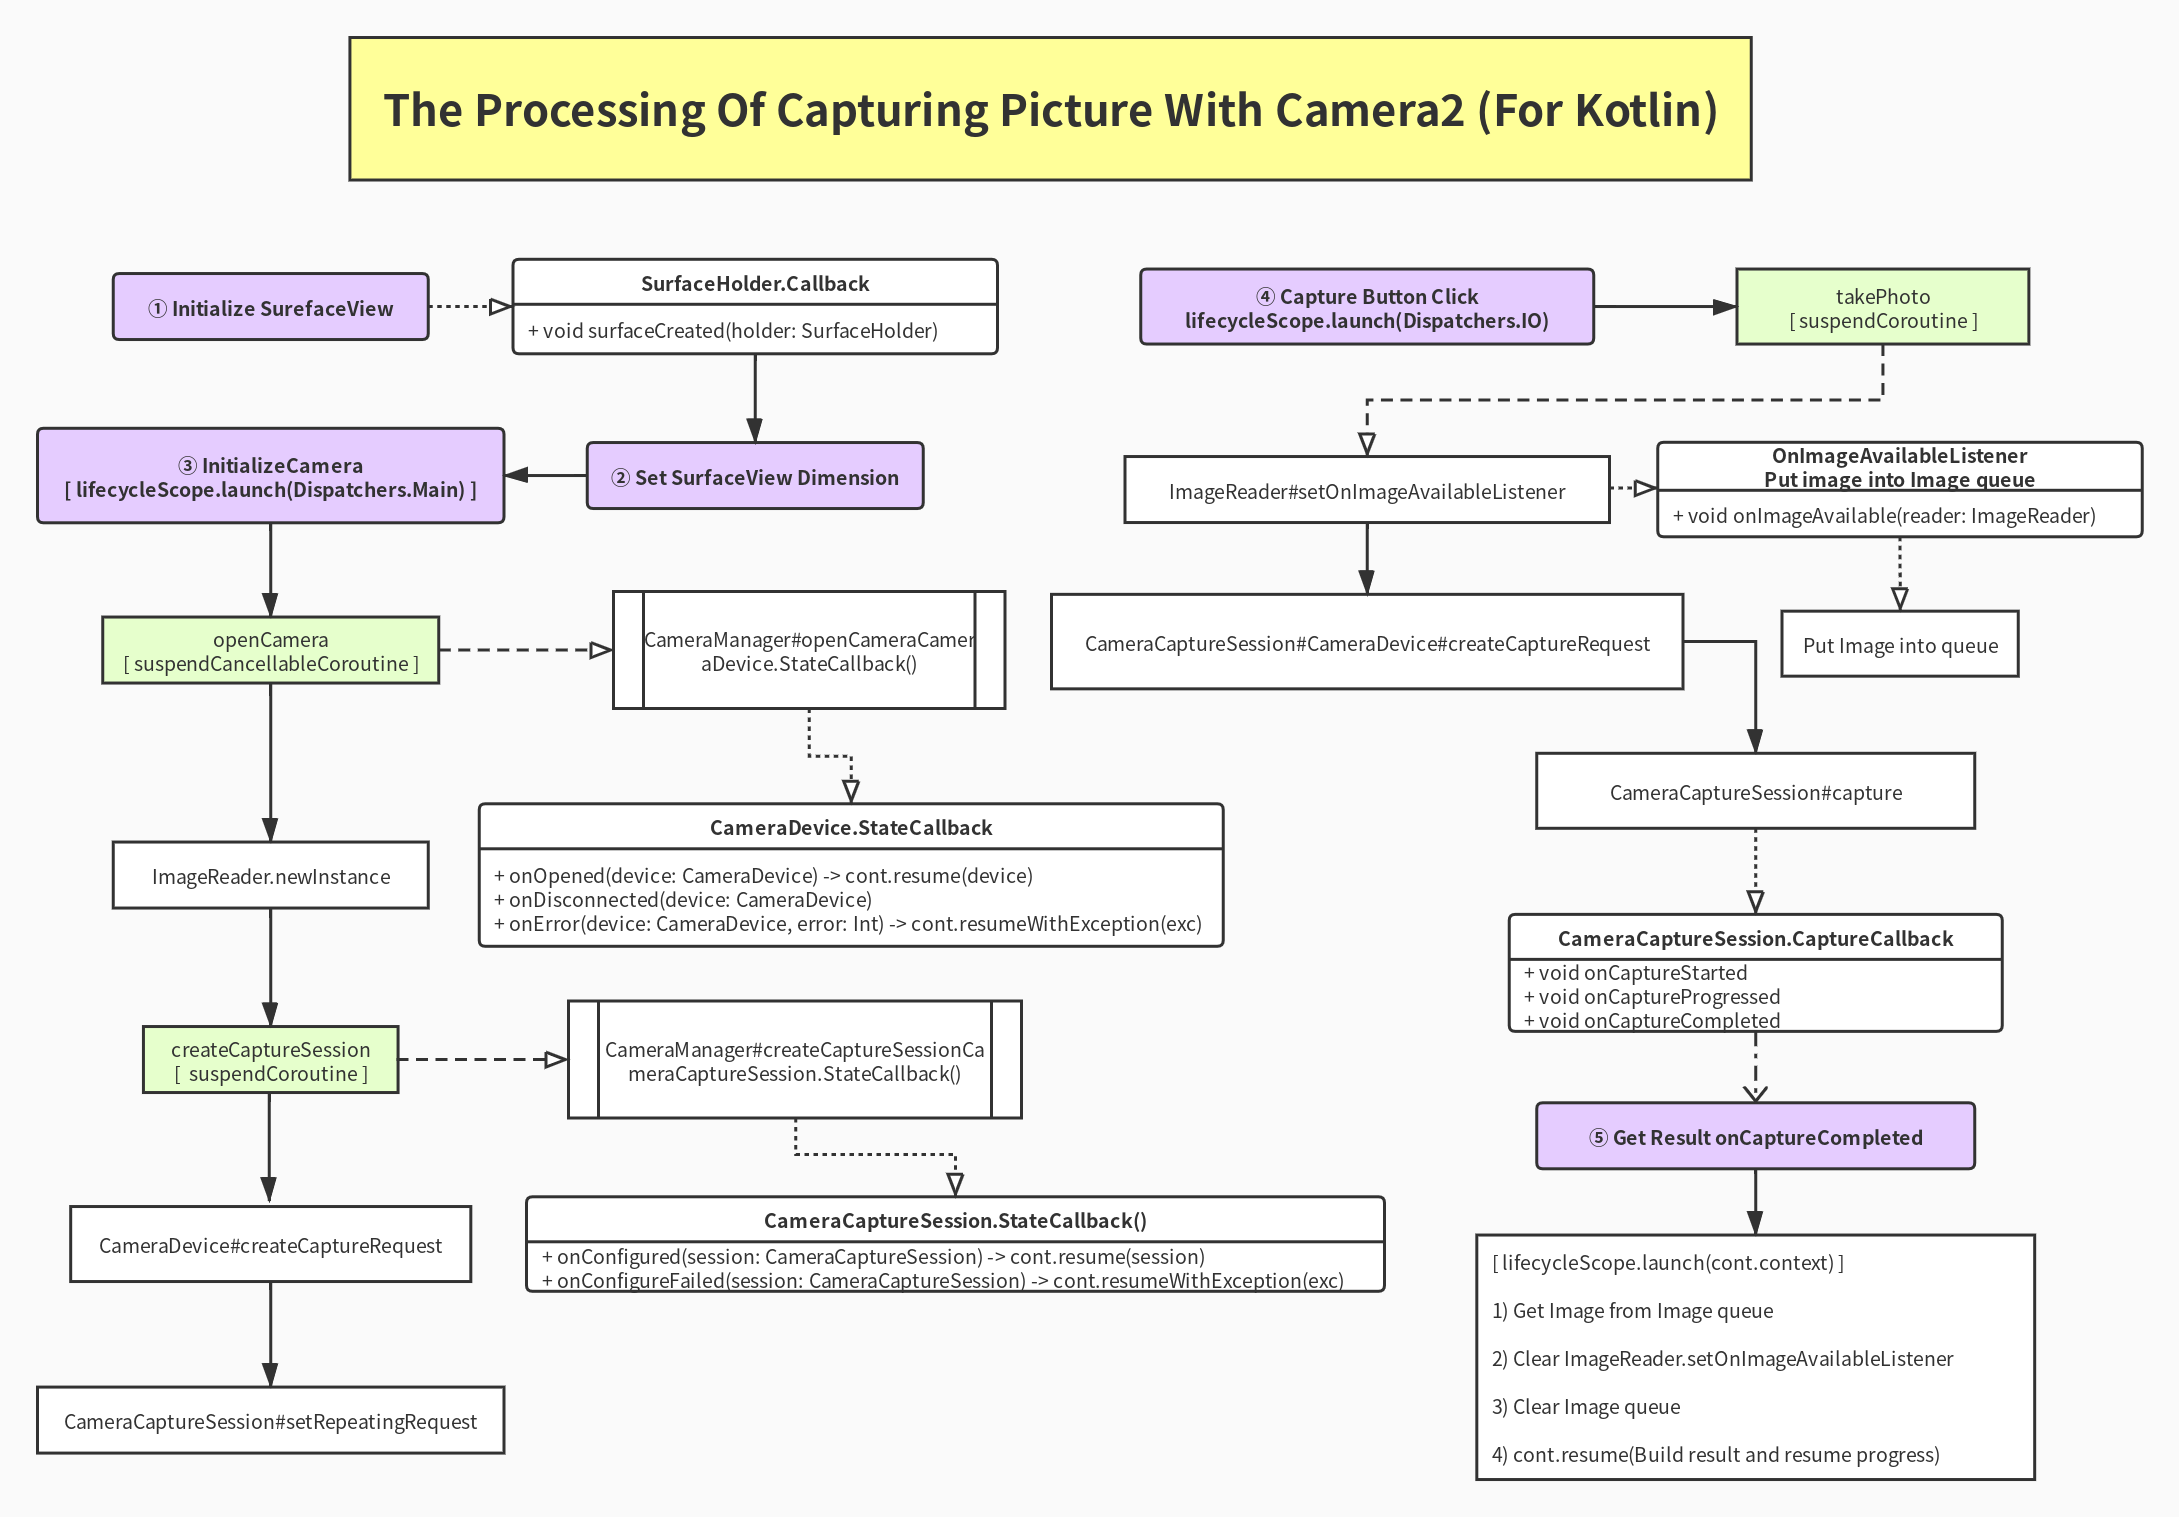 The Processing Of Capturing Picture With Camera2 (For Kotlin)
① Initialize SurefaceView
SurfaceHolder.Callback
+ void surfaceCreated(holder: SurfaceHolder)
② Set SurfaceView Dimension
③ InitializeCamera
[ lifecycleScope.launch(Dispatchers.Main) ]
openCamera
[ suspendCancellableCoroutine ]
CameraManager#openCameraCamer
aDevice.StateCallback()
CameraDevice.StateCallback
+ onOpened(device: CameraDevice) -> cont.resume(device)
+ onDisconnected(device: CameraDevice)
+ onError(device: CameraDevice, error: Int) -> cont.resumeWithException(exc)
ImageReader.newInstance
createCaptureSession
[ suspendCoroutine ]
CameraManager#createCaptureSessionCa
meraCaptureSession.StateCallback()
CameraCaptureSession.StateCallback()
+ onConfigured(session: CameraCaptureSession) -> cont.resume(session)
+ onConfigureFailed(session: CameraCaptureSession) -> cont.resumeWithException(exc)
CameraDevice#createCaptureRequest
CameraCaptureSession#setRepeatingRequest
④ Capture Button Click
lifecycleScope.launch(Dispatchers.IO)
takePhoto
[ suspendCoroutine ]
ImageReader#setOnImageAvailableListener
OnImageAvailableListener
Put image into Image queue
+ void onImageAvailable(reader: ImageReader)
Put Image into queue
CameraCaptureSession#CameraDevice#createCaptureRequest
CameraCaptureSession#capture
CameraCaptureSession.CaptureCallback
+ void onCaptureStarted
+ void onCaptureProgressed
+ void onCaptureCompleted
⑤ Get Result onCaptureCompleted
[ lifecycleScope.launch(cont.context) ]
1) Get Image from Image queue
2) Clear ImageReader.setOnImageAvailableListener
3) Clear Image queue
4) cont.resume(Build result and resume progress)